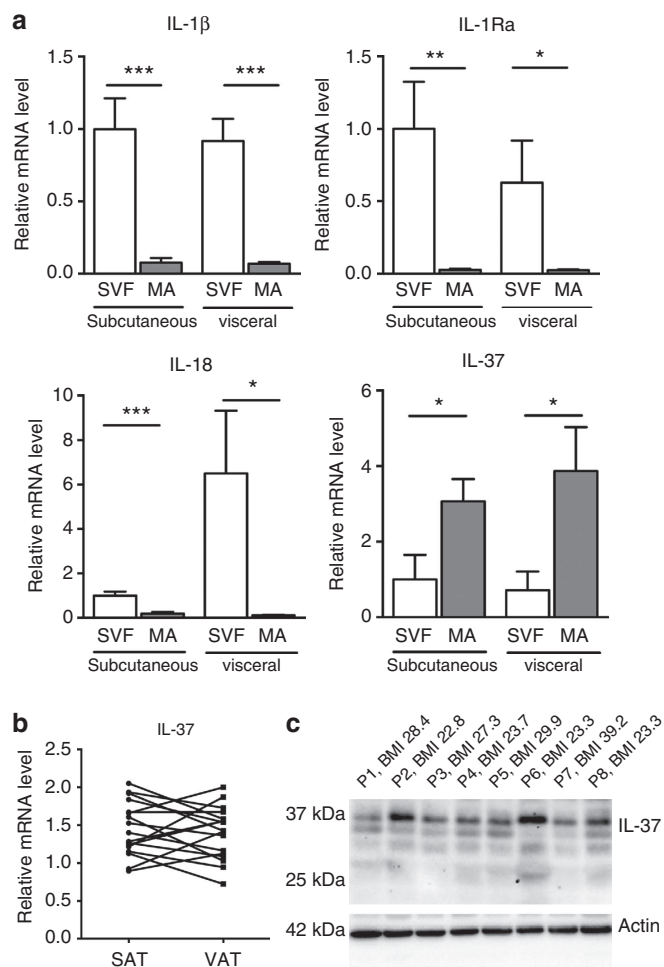 a
IL-1β
Relative mRNA level
1.5
1.0
0.5
0.0
***
***
SVF MA SVF MA
Subcutaneous visceral
IL-1Ra
Relative mRNA level
1.5
1.0
0.5
0.0
**
*
SVF MA SVF MA
Subcutaneous visceral
IL-18
Relative mRNA level
10
8
6
4
2
0
***
*
SVF MA SVF MA
Subcutaneous visceral
IL-37
Relative mRNA level
6
4
2
0
*
*
SVF MA SVF MA
Subcutaneous visceral
b
IL-37
Relative mRNA level
2.5
2.0
1.5
1.0
0.5
0.0
SAT VAT
c
P1, BMI 28.4
P2, BMI 22.8
P3, BMI 27.3
P4, BMI 23.7
P5, BMI 29.9
P6, BMI 23.3
P7, BMI 39.2
P8, BMI 23.3
37 kDa
IL-37
25 kDa
42 kDa
Actin